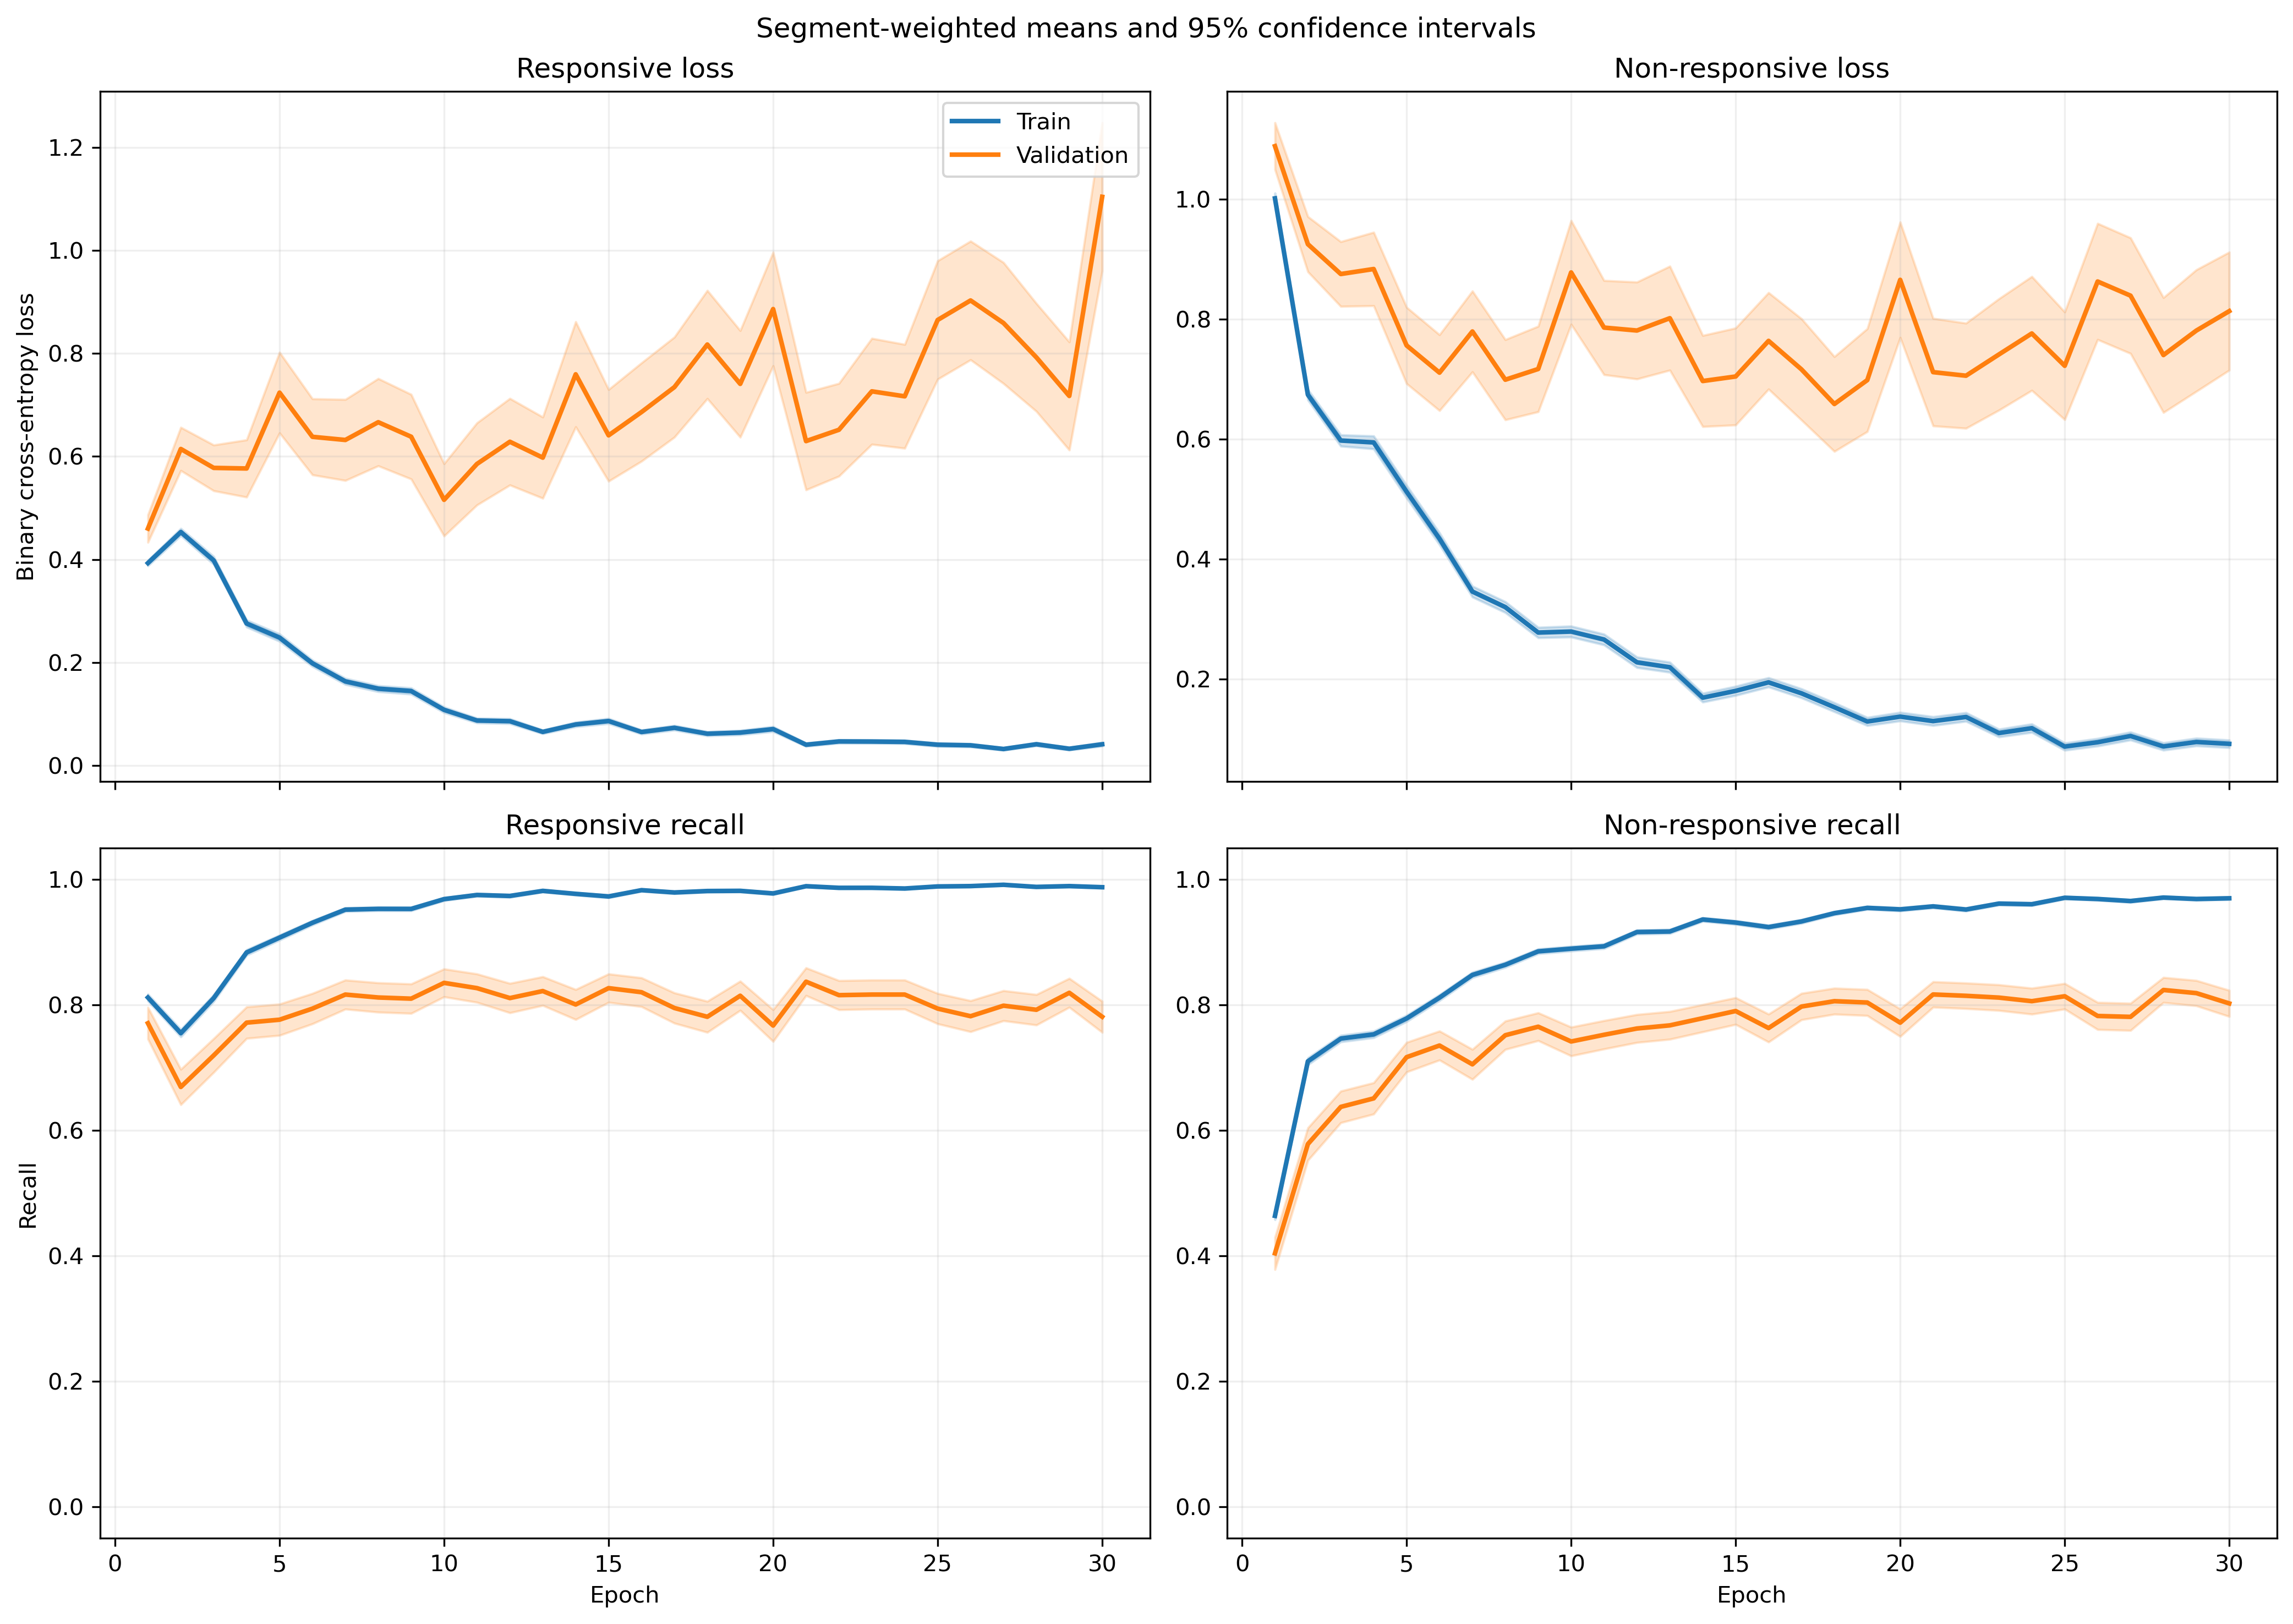 Segment-weighted means and 95% confidence intervals
Responsive loss
Non-responsive loss
Train
Validation
Binary cross-entropy loss
1.2
1.0
0.8
0.6
0.4
0.2
0.0
1.0
0.8
0.6
0.4
0.2
Responsive recall
Non-responsive recall
Recall
1.0
0.8
0.6
0.4
0.2
0.0
1.0
0.8
0.6
0.4
0.2
0.0
0 5 10 15 20 25 30
0 5 10 15 20 25 30
Epoch
Epoch